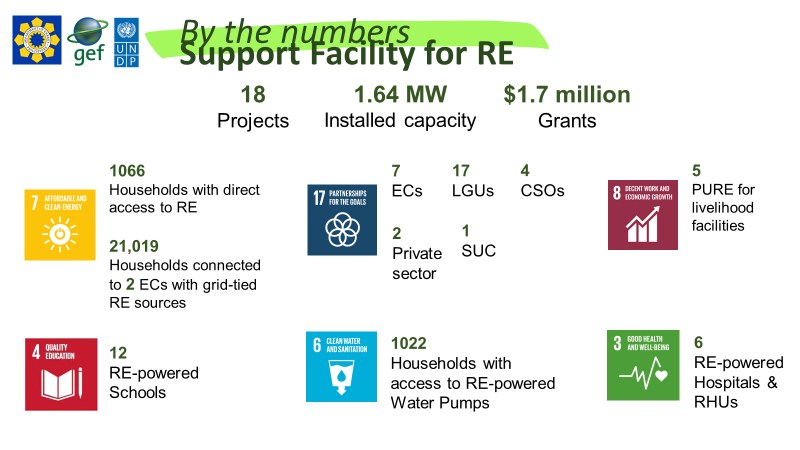 gef
U N
D P
By the numbers
Support Facility for RE
18
Projects
1.64 MW
Installed capacity
$1.7 million
Grants
7 AFFORDABLE AND
CLEAN ENERGY
1066
Households with direct
access to RE
21,019
Households connected
to 2 ECs with grid-tied
RE sources
17 PARTNERSHIPS
FOR THE GOALS
7
ECs
17
LGUs
4
CSOs
2
Private
sector
1
SUC
8 DECENT WORK AND
ECONOMIC GROWTH
5
PURE for
livelihood
facilities
4 QUALITY
EDUCATION
12
RE-powered
Schools
6 CLEAN WATER
AND SANITATION
1022
Households with
access to RE-powered
Water Pumps
3 GOOD HEALTH
AND WELL-BEING
6
RE-powered
Hospitals &
RHUs